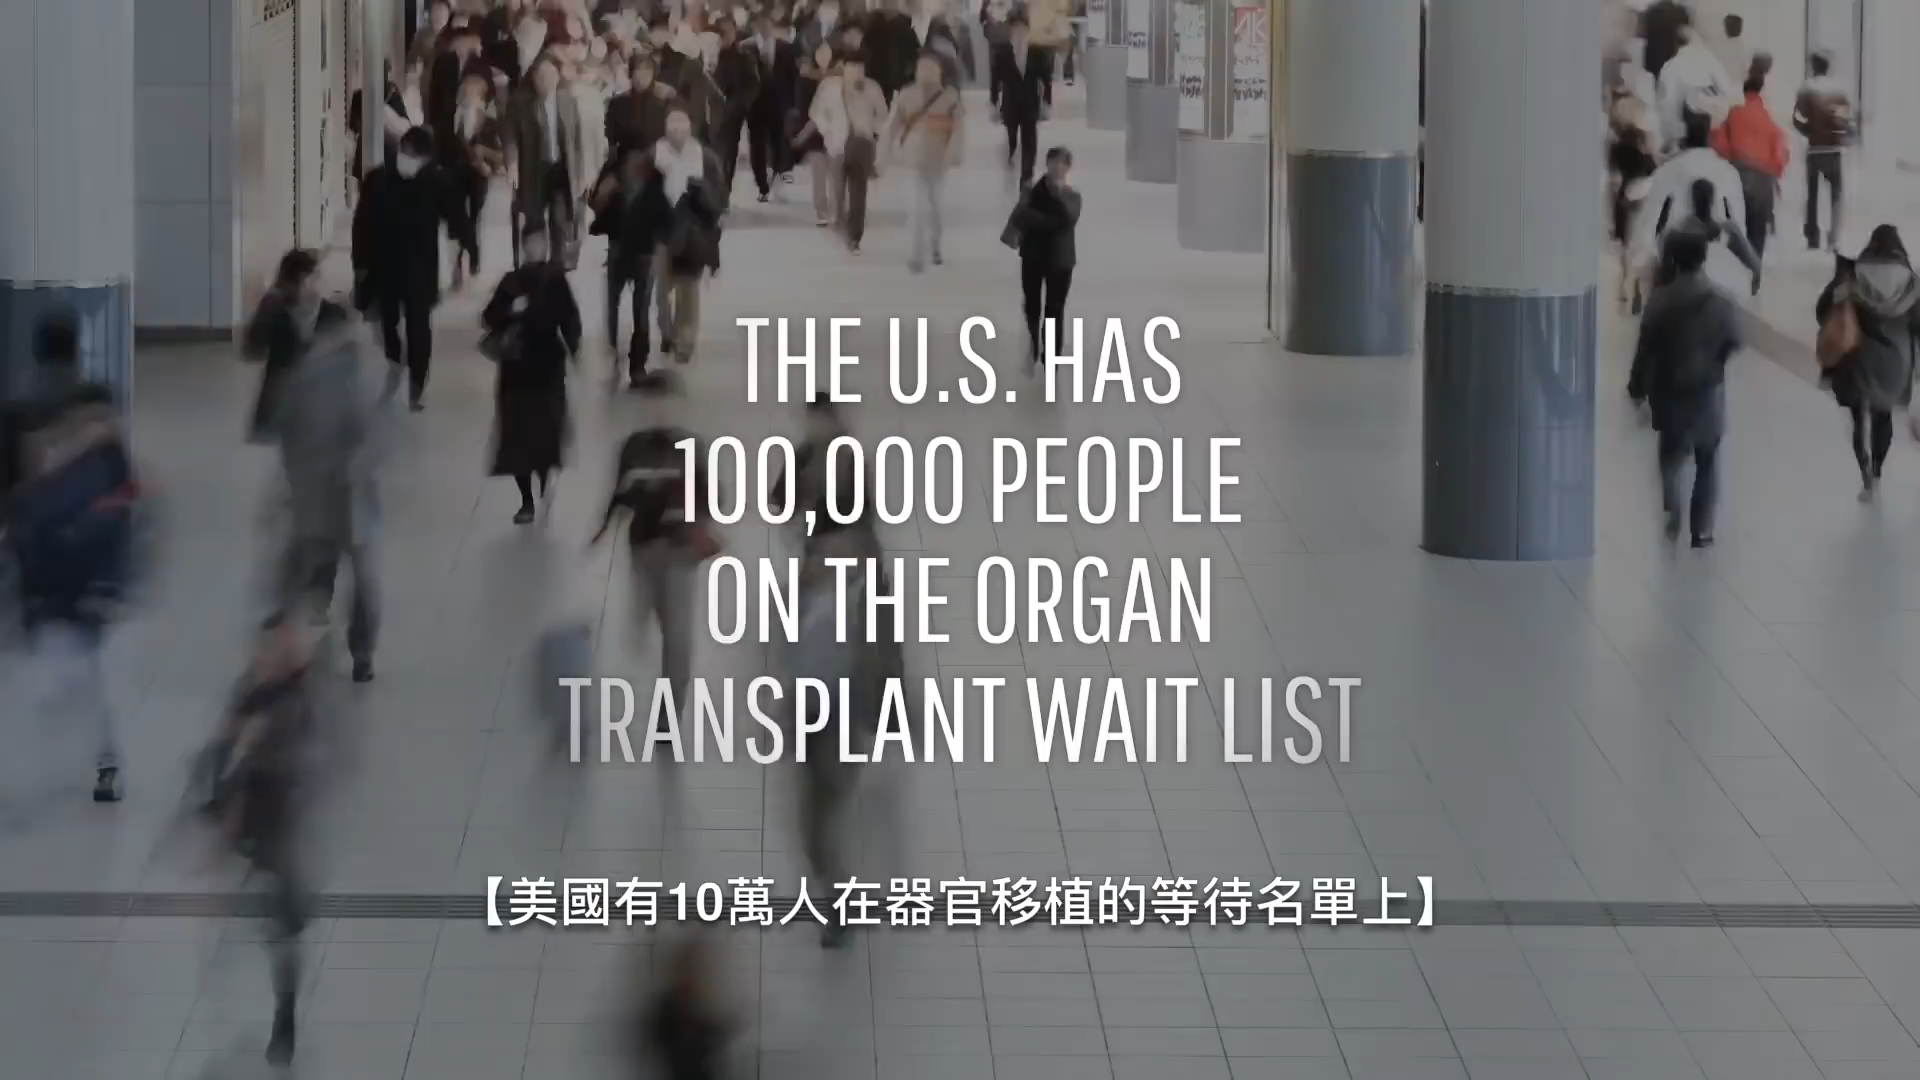 THE U.S. HAS
100,000 PEOPLE
ON THE ORGAN
TRANSPLANT WAIT LIST
【美國有10萬人在器官移植的等待名單上】